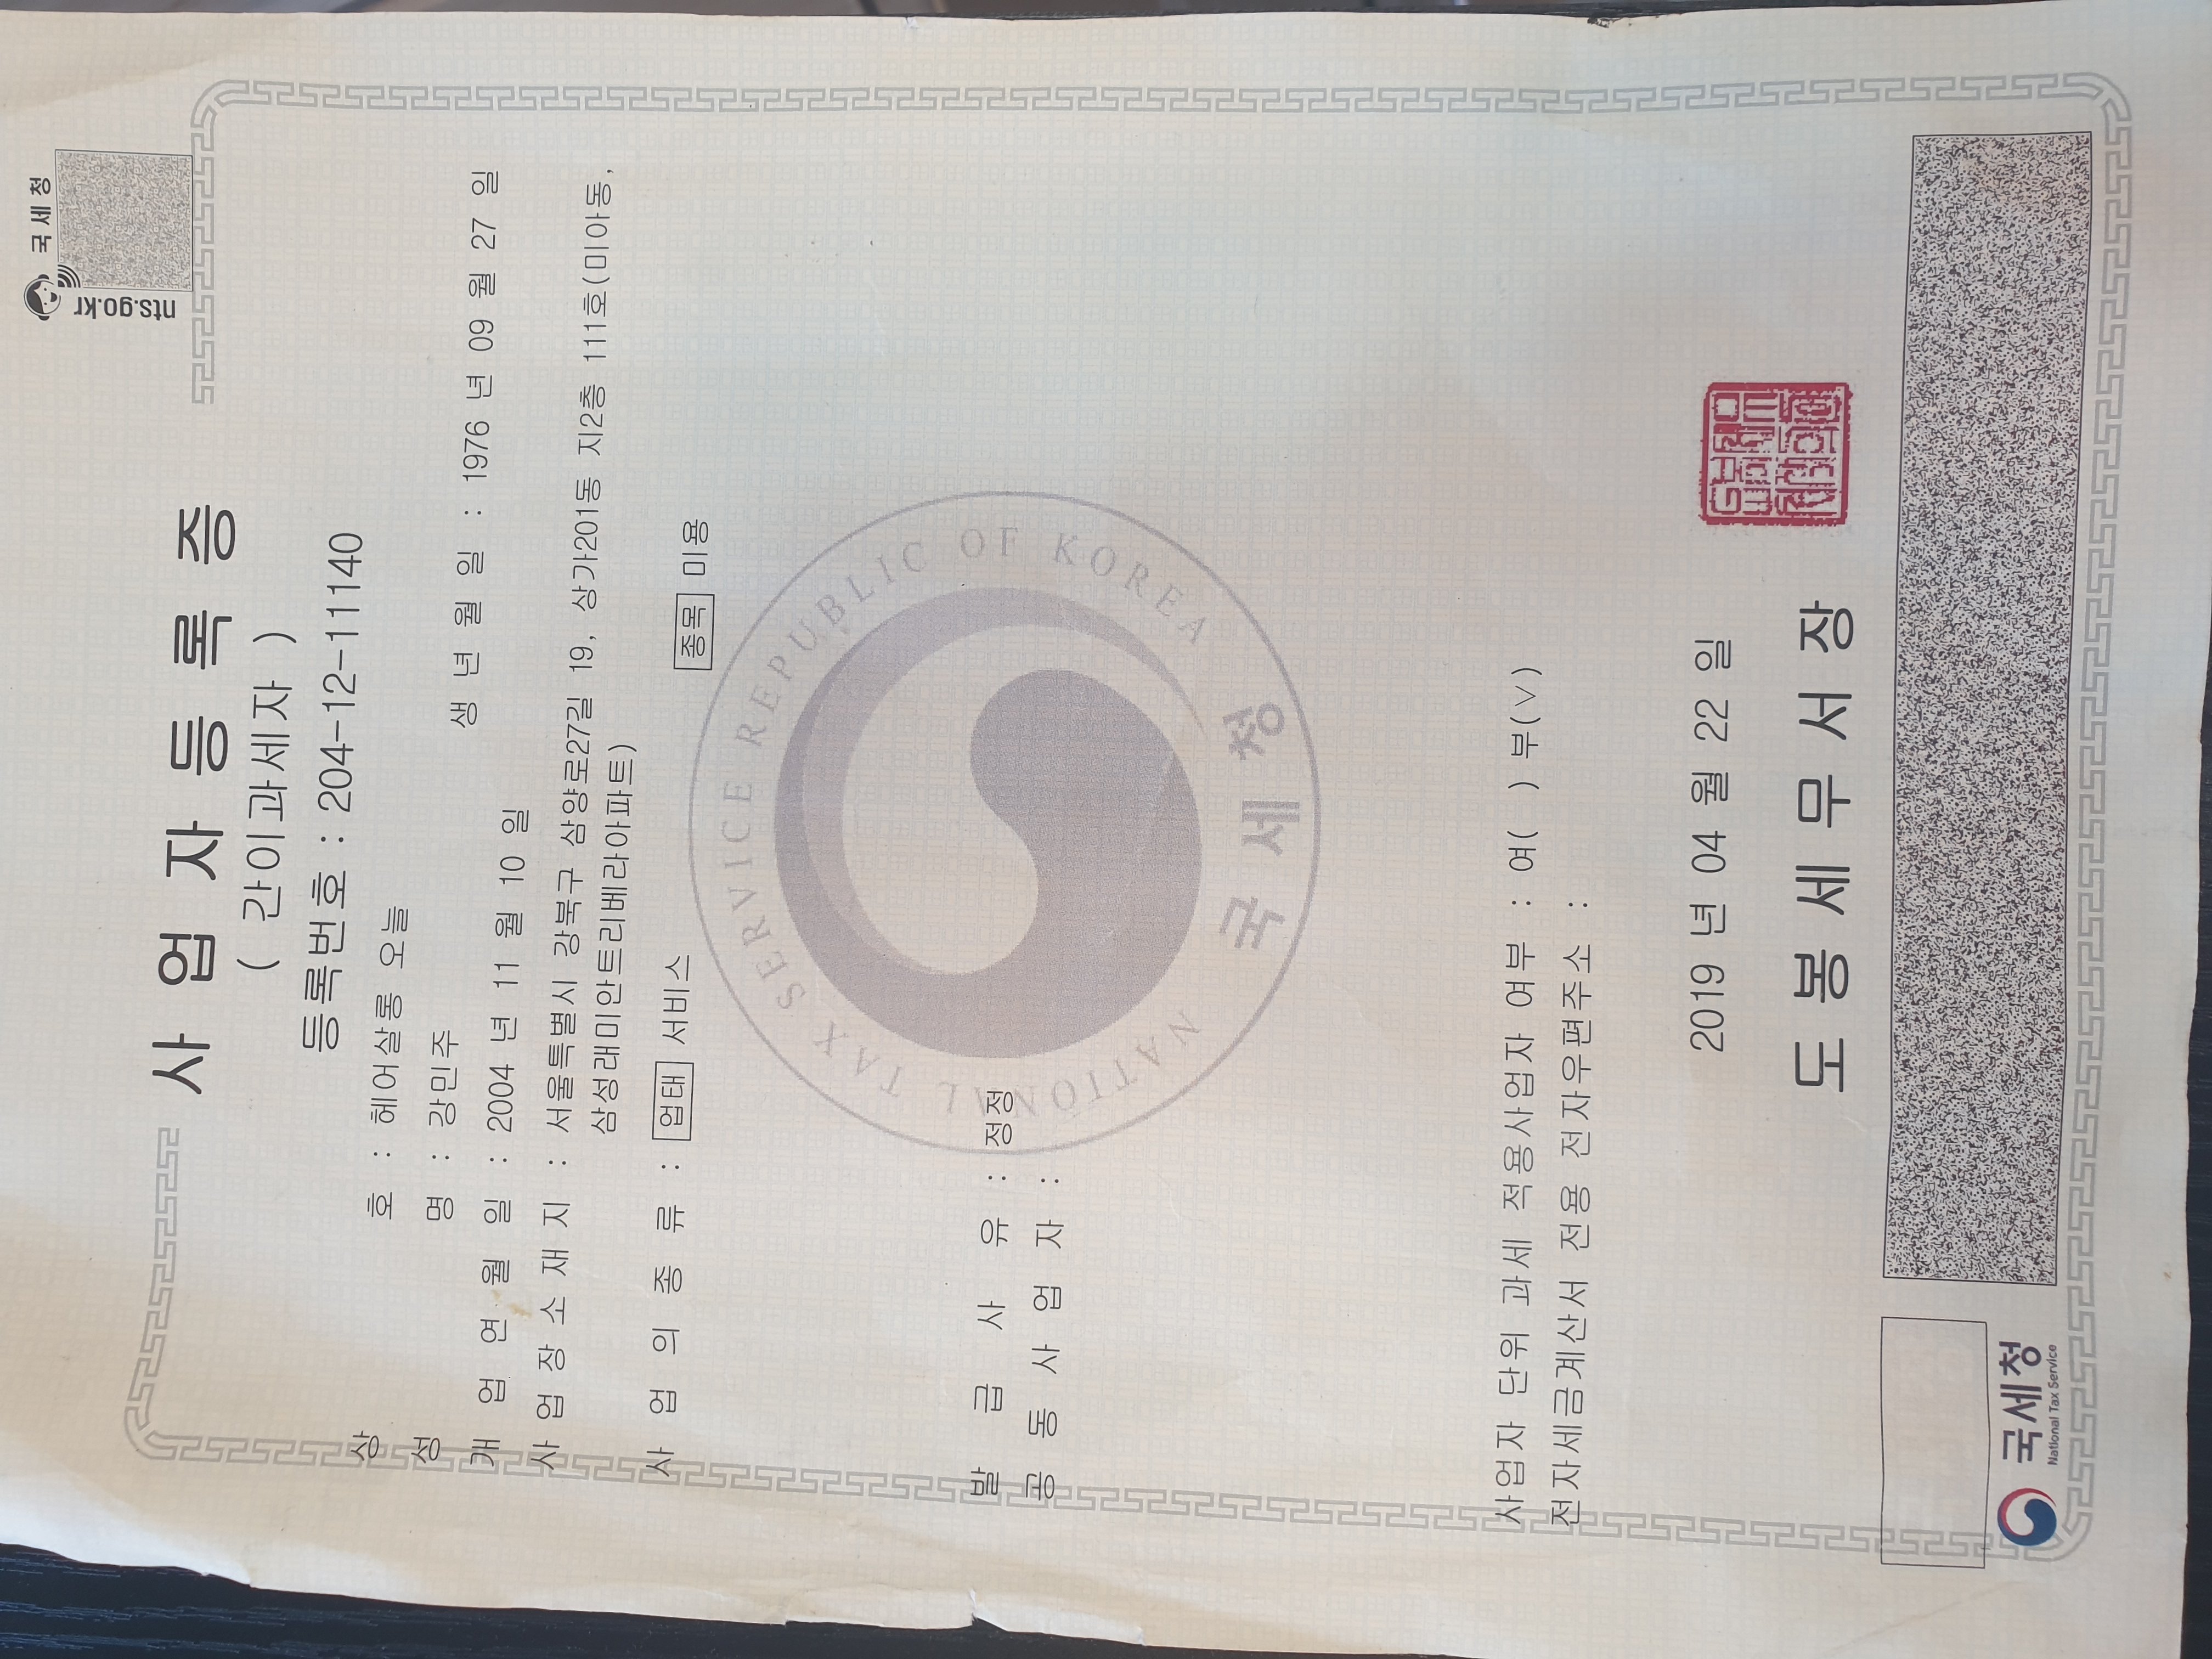 국세청
nts.go.kr
사업자등록증
( 간이과세자 )
등록번호 : 204-12-11140
상 호 : 헤어살롱 오늘
성 명 : 강민주 생 년 월 일 : 1976 년 09 월 27 일
개 업 연 월 일 : 2004 년 11 월 10 일
사 업 장 소 재 지 : 서울특별시 강북구 삼양로27길 19, 상가201동 지2층 111호(미아동,
삼성래미안트리베라아파트)
사 업 의 종 류 : 업태 서비스 종목 미용
NATIONAL TAX SERVICE REPUBLIC OF KOREA
국세청
발 급 사 유 : 정정
공 동 사 업 자 :
사업자 단위 과세 적용사업자 여부 : 여( ) 부(∨)
전자세금계산서 전용 전자우편주소 :
2019 년 04 월 22 일
도봉세무서장
국세청
National Tax Service